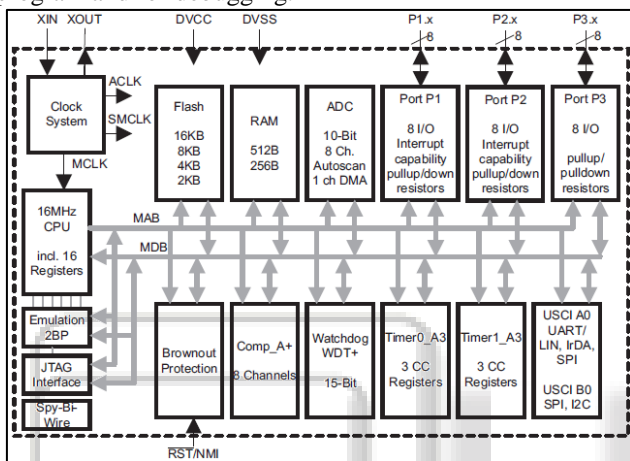 XIN XOUT DVCC DVSS P1.x P2.x P3.x
8 8 8
Clock
System
ACLK
SMCLK
MCLK
Flash
16KB
8KB
4KB
2KB
RAM
512B
256B
ADC
10-Bit
8 Ch.
Autoscan
1 ch DMA
Port P1
8 I/O
Interrupt
capability
pullup/down
resistors
Port P2
8 I/O
Interrupt
capability
pullup/down
resistors
Port P3
8 I/O
pullup/
pulldown
resistors
16MHz
CPU
incl. 16
Registers
MAB
MDB
Emulation
2BP
JTAG
Interface
Spy-Bi-
Wire
Brownout
Protection
Comp_A+
8 Channels
Watchdog
WDT+
15-Bit
Timer0_A3
3 CC
Registers
Timer1_A3
3 CC
Registers
USCI A0
UART/
LIN, IrDA,
SPI
USCI B0
SPI, I2C
RST/NMI